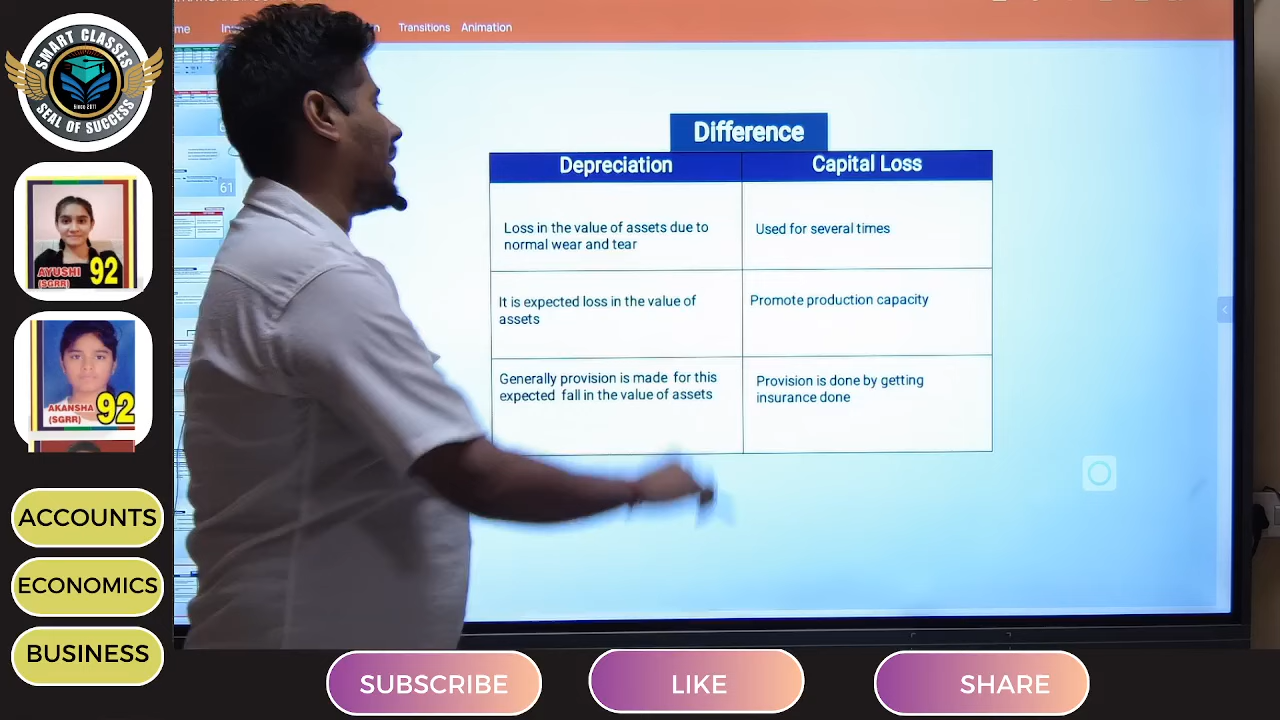 SMART CLASSES
Since 2011
SEAL OF SUCCESS
AYUSHI
(SGRR)
92
AKANSHA
(SGRR)
92
ACCOUNTS
ECONOMICS
BUSINESS
Transitions
Animation
61
Difference
Depreciation
Capital Loss
Loss in the value of assets due to
normal wear and tear
Used for several times
It is expected loss in the value of
assets
Promote production capacity
Generally provision is made for this
expected fall in the value of assets
Provision is done by getting
insurance done
SUBSCRIBE
LIKE
SHARE